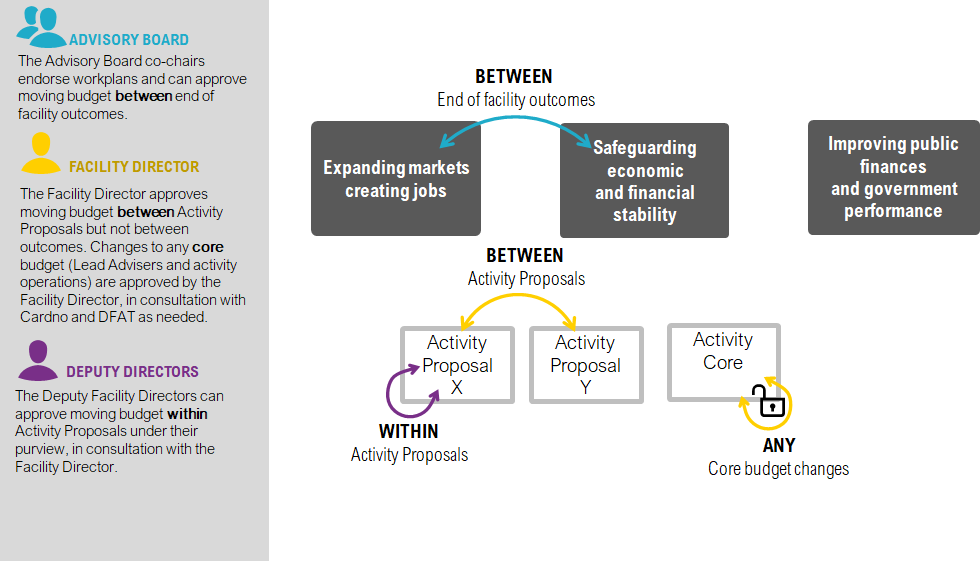 ADVISORY BOARD
The Advisory Board co-chairs
endorse workplans and can approve
moving budget between end of
facility outcomes.
FACILITY DIRECTOR
The Facility Director approves
moving budget between Activity
Proposals but not between
outcomes. Changes to any core
budget (Lead Advisers and activity
operations) are approved by the
Facility Director, in consultation with
Cardno and DFAT as needed.
DEPUTY DIRECTORS
The Deputy Facility Directors can
approve moving budget within
Activity Proposals under their
purview, in consultation with the
Facility Director.
BETWEEN
End of facility outcomes
Expanding markets
creating jobs
Safeguarding
economic
and financial
stability
Improving public
finances
and government
performance
BETWEEN
Activity Proposals
Activity
Proposal
X
Activity
Proposal
Y
Activity
Core
WITHIN
Activity Proposals
ANY
Core budget changes